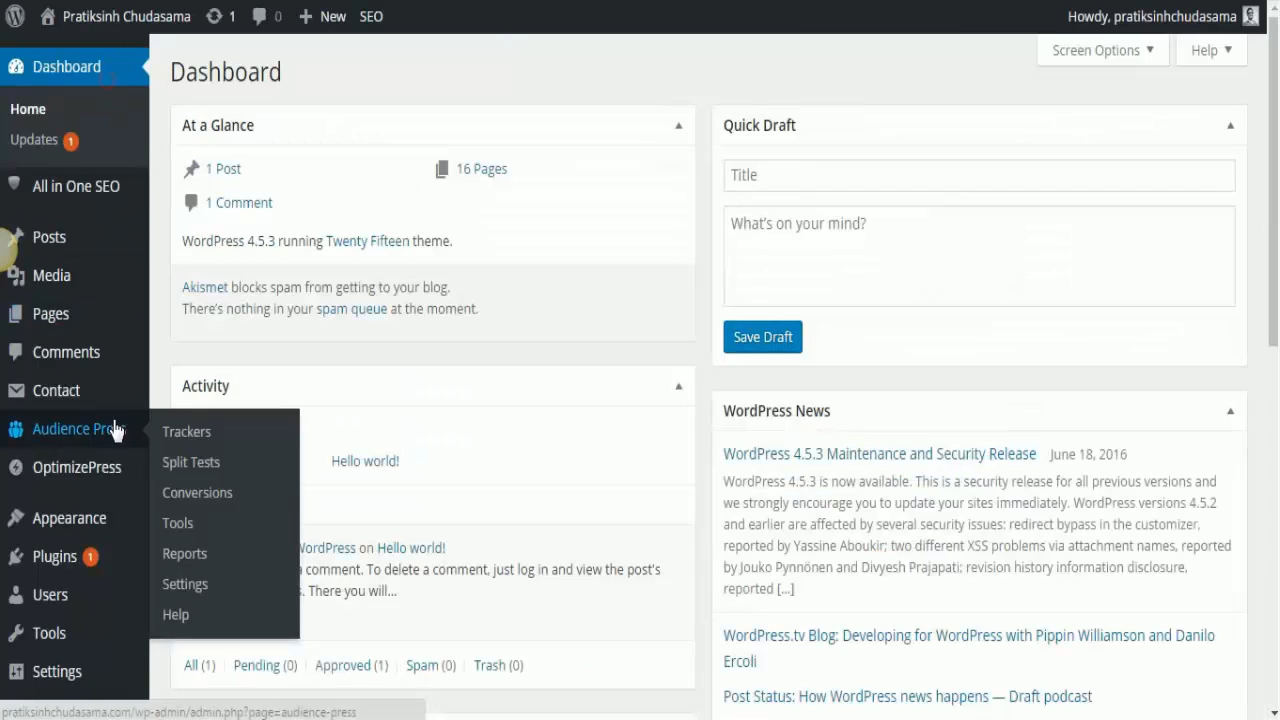 Pratiksinh Chudasama 1 0 New SEO Howdy, pratiksinhchudasama
Dashboard
Home
Updates 1
All in One SEO
Posts
Media
Pages
Comments
Contact
Audience
OptimizePress
Appearance
Plugins 1
Users
Tools
Settings
Trackers
Split Tests
Conversions
Tools
Reports
Settings
Help
Screen Options Help
Dashboard
At a Glance
1 Post 16 Pages
1 Comment
WordPress 4.5.3 running Twenty Fifteen theme.
Akismet blocks spam from getting to your blog.
There's nothing in your spam queue at the moment.
Activity
Hello world!
on Hello world!
a comment. To delete a comment, just log in and view the post's
There you will...
All (1) Pending (0) Approved (1) Spam (0) Trash (0)
Quick Draft
Title
What's on your mind?
Save Draft
WordPress News
WordPress 4.5.3 Maintenance and Security Release June 18, 2016
WordPress 4.5.3 is now available. This is a security release for all previous versions and
we strongly encourage you to update your sites immediately. WordPress versions 4.5.2
and earlier are affected by several security issues: redirect bypass in the customizer,
reported by Yassine Aboukir; two different XSS problems via attachment names, reported
by Jouko Pynnönen and Divyesh Prajapati; revision history information disclosure,
reported […]
WordPress.tv Blog: Developing for WordPress with Pippin Williamson and Danilo
Ercoli
Post Status: How WordPress news happens — Draft podcast
pratiksinhchudasama.com/wp-admin/admin.php?page=audience-press